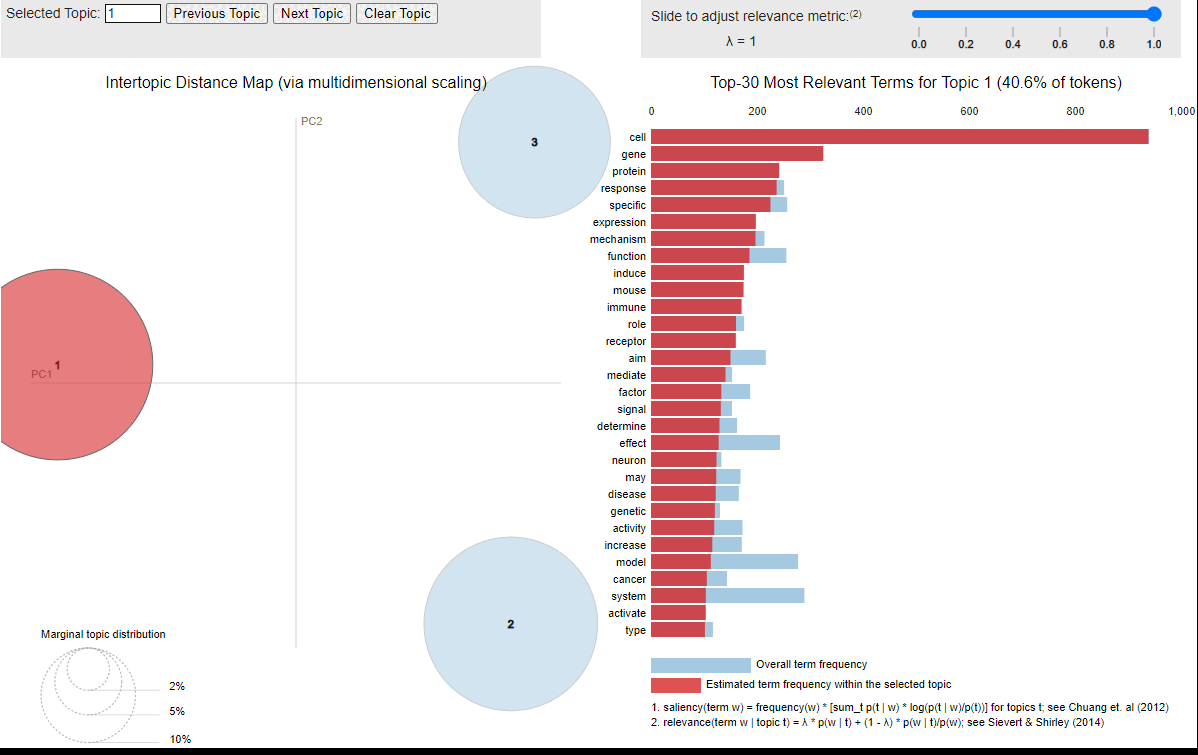 Selected Topic: 1 Previous Topic Next Topic Clear Topic
Slide to adjust relevance metric:(2)
λ = 1
0.0 0.2 0.4 0.6 0.8 1.0
Intertopic Distance Map (via multidimensional scaling)
PC2
3
1
PC1
2
Marginal topic distribution
2%
5%
10%
Top-30 Most Relevant Terms for Topic 1 (40.6% of tokens)
0 200 400 600 800 1,000
cell
gene
protein
response
specific
expression
mechanism
function
induce
mouse
immune
role
receptor
aim
mediate
factor
signal
determine
effect
neuron
may
disease
genetic
activity
increase
model
cancer
system
activate
type
Overall term frequency
Estimated term frequency within the selected topic
1. saliency(term w) = frequency(w) * [sum_t p(t | w) * log(p(t | w)/p(t))] for topics t; see Chuang et. al (2012)
2. relevance(term w | topic t) = λ * p(w | t) + (1 - λ) * p(w | t)/p(w); see Sievert & Shirley (2014)